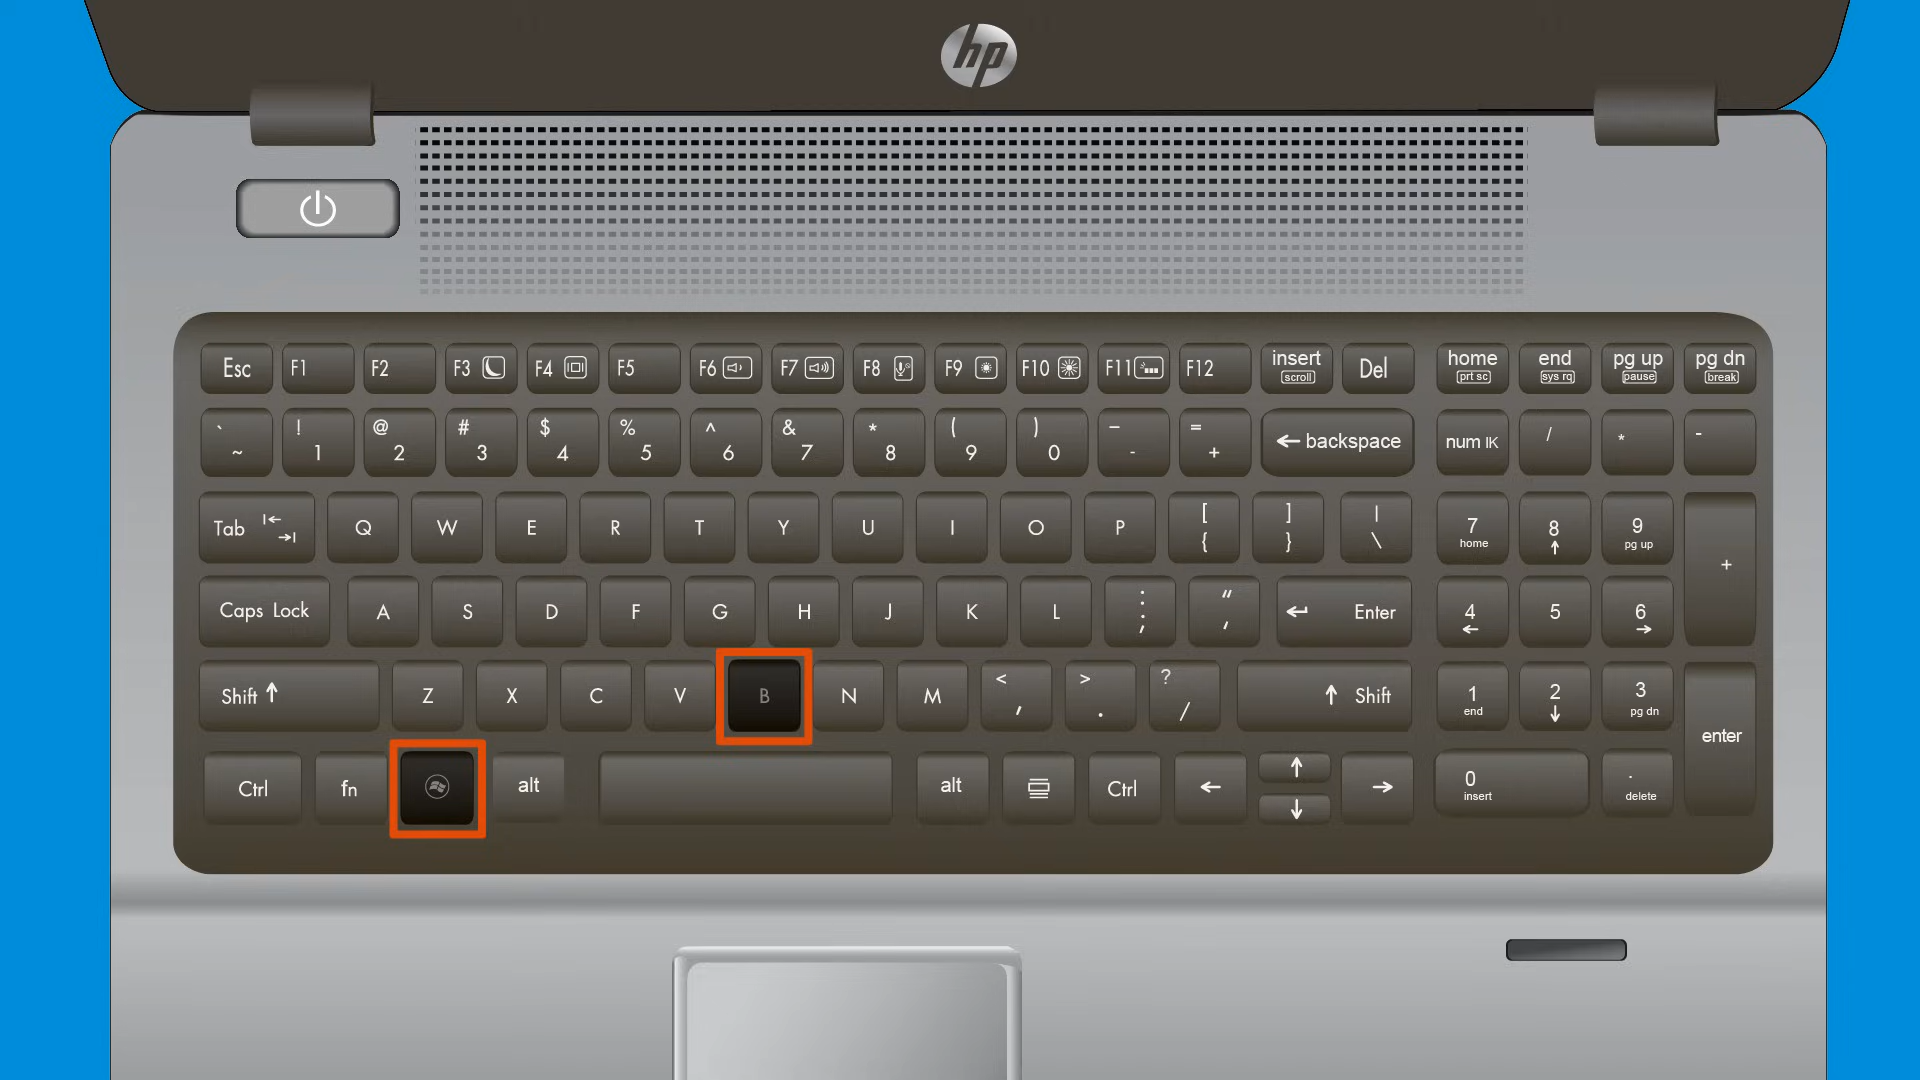 hp
Esc F1 F2 F3 F4 F5 F6 F7 F8 F9 F10 F11 F12 insert Del home end pg up pg dn
scroll prt sc sys rq pause break
` ! @ # $ % ^ & * ( ) – = ← backspace num lK / * -
~ 1 2 3 4 5 6 7 8 9 0 - +
Tab Q W E R T Y U I O P [ ] | 7 8 9 +
{ } \ home ↑ pg up
Caps Lock A S D F G H J K L : “ ↵ Enter 4 5 6
; ‘ ← →
Shift ↑ Z X C V B N M < > ? ↑ Shift 1 2 3 enter
, . / end ↓ pg dn
Ctrl fn alt alt Ctrl ← ↑ → 0 .
↓ insert delete